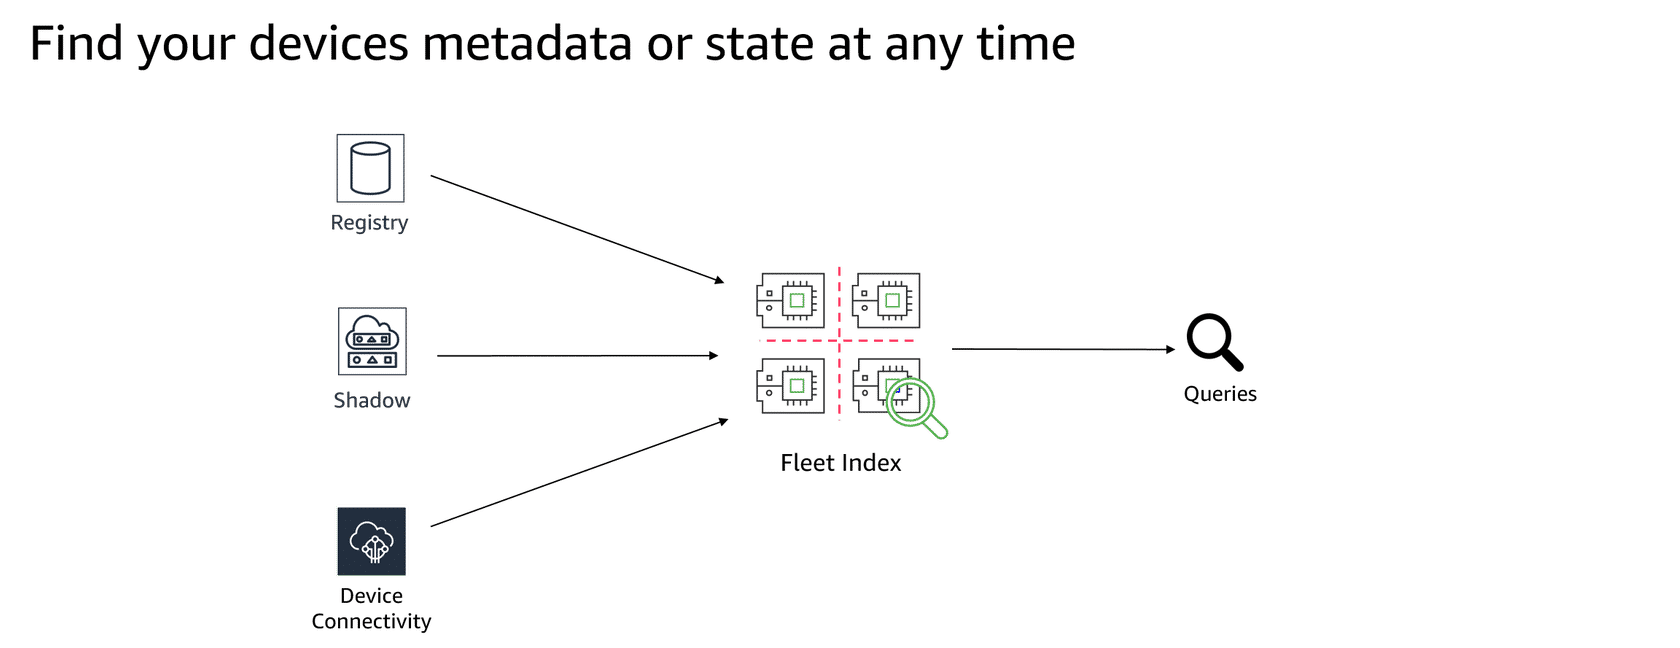 Find your devices metadata or state at any time
Registry
Shadow
Device
Connectivity
Fleet Index
Queries